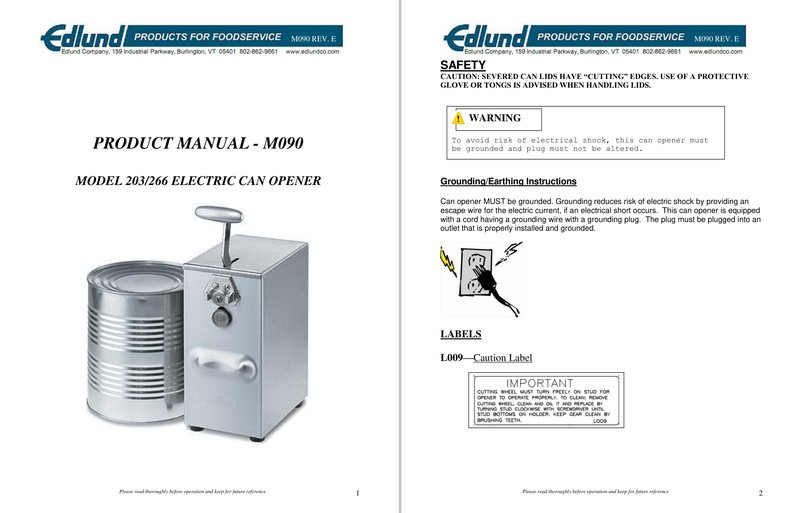 Edlund PRODUCTS FOR FOODSERVICE M090 REV. E
Edlund Company, 159 Industrial Parkway, Burlington, VT 05401 802-862-9661 www.edlundco.com
PRODUCT MANUAL - M090
MODEL 203/266 ELECTRIC CAN OPENER
Please read thoroughly before operation and keep for future reference
1
Edlund PRODUCTS FOR FOODSERVICE M090 REV. E
Edlund Company, 159 Industrial Parkway, Burlington, VT 05401 802-862-9661 www.edlundco.com
SAFETY
CAUTION: SEVERED CAN LIDS HAVE “CUTTING” EDGES. USE OF A PROTECTIVE
GLOVE OR TONGS IS ADVISED WHEN HANDLING LIDS.
WARNING
To avoid risk of electrical shock, this can opener must
be grounded and plug must not be altered.
Grounding/Earthing Instructions
Can opener MUST be grounded. Grounding reduces risk of electric shock by providing an
escape wire for the electric current, if an electrical short occurs. This can opener is equipped
with a cord having a grounding wire with a grounding plug. The plug must be plugged into an
outlet that is properly installed and grounded.
LABELS
L009—Caution Label
IMPORTANT
CUTTING WHEEL MUST TURN FREELY ON STUD FOR
OPENER TO OPERATE PROPERLY. TO CLEAN: REMOVE
CUTTING WHEEL, CLEAN AND OIL IT AND REPLACE BY
TURNING STUD CLOCKWISE WITH SCREWDRIVER UNTIL
STUD BOTTOMS ON HOLDER. KEEP GEAR CLEAN BY
BRUSHING TEETH. L009
Please read thoroughly before operation and keep for future reference
2